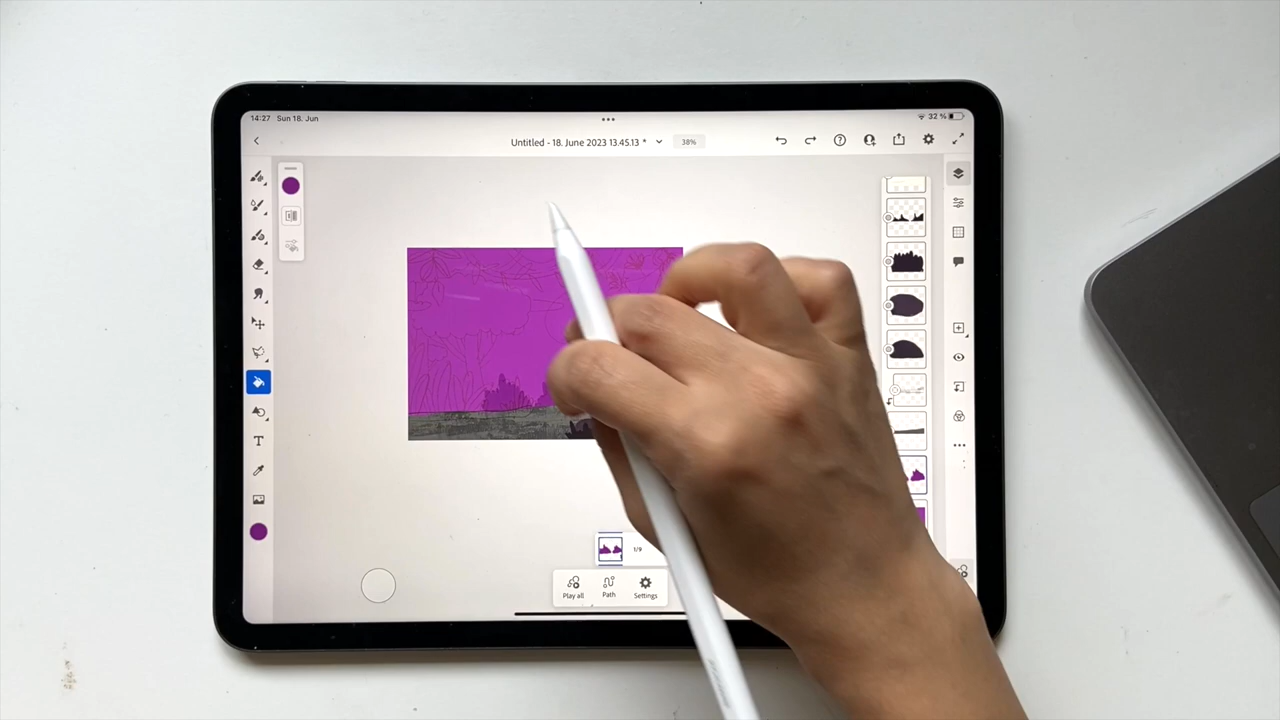 14:27 Sun 18. Jun
32 %
Untitled - 18. June 2023 13.45.13 *
38%
T
1/9
Play all Path Settings